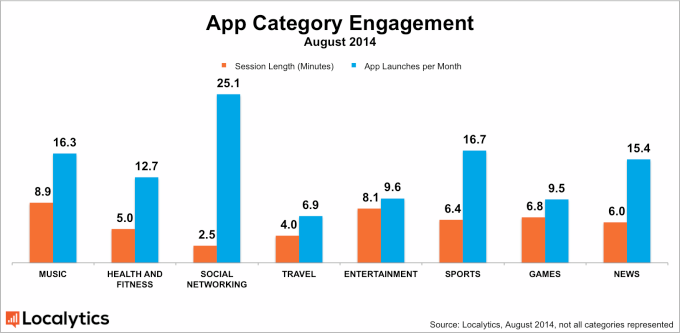 App Category Engagement
August 2014
Session Length (Minutes) App Launches per Month
8.9 16.3 5.0 12.7 2.5 25.1 4.0 6.9 8.1 9.6 6.4 16.7 6.8 9.5 6.0 15.4
MUSIC HEALTH AND SOCIAL TRAVEL ENTERTAINMENT SPORTS GAMES NEWS
FITNESS NETWORKING
Localytics
Source: Localytics, August 2014, not all categories represented